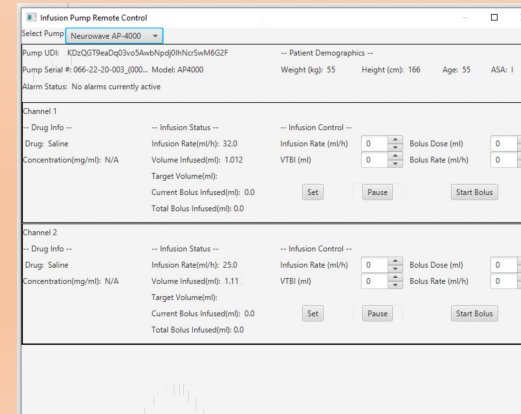 Infusion Pump Remote Control
Select Pump Neurowave AP-4000
Pump UDI: KDzQGT9eaDq03vo5AwbNpdj0IhNcrSwM6G2F -- Patient Demographics --
Pump Serial #: 066-22-20-003_(000... Model: AP4000 Weight (kg): 55 Height (cm): 166 Age: 55 ASA: I
Alarm Status: No alarms currently active
Channel 1
-- Drug Info -- -- Infusion Status -- -- Infusion Control --
Drug: Saline Infusion Rate(ml/h): 32.0 Infusion Rate (ml/h) 0 Bolus Dose (ml) 0
Concentration(mg/ml): N/A Volume Infused(ml): 1.012 VTBI (ml) 0 Bolus Rate (ml/h) 0
Target Volume(ml):
Current Bolus Infused(ml): 0.0 Set Pause Start Bolus
Total Bolus Infused(ml): 0.0
Channel 2
-- Drug Info -- -- Infusion Status -- -- Infusion Control --
Drug: Saline Infusion Rate(ml/h): 25.0 Infusion Rate (ml/h) 0 Bolus Dose (ml) 0
Concentration(mg/ml): N/A Volume Infused(ml): 1.11 VTBI (ml) 0 Bolus Rate (ml/h) 0
Target Volume(ml):
Current Bolus Infused(ml): 0.0 Set Pause Start Bolus
Total Bolus Infused(ml): 0.0